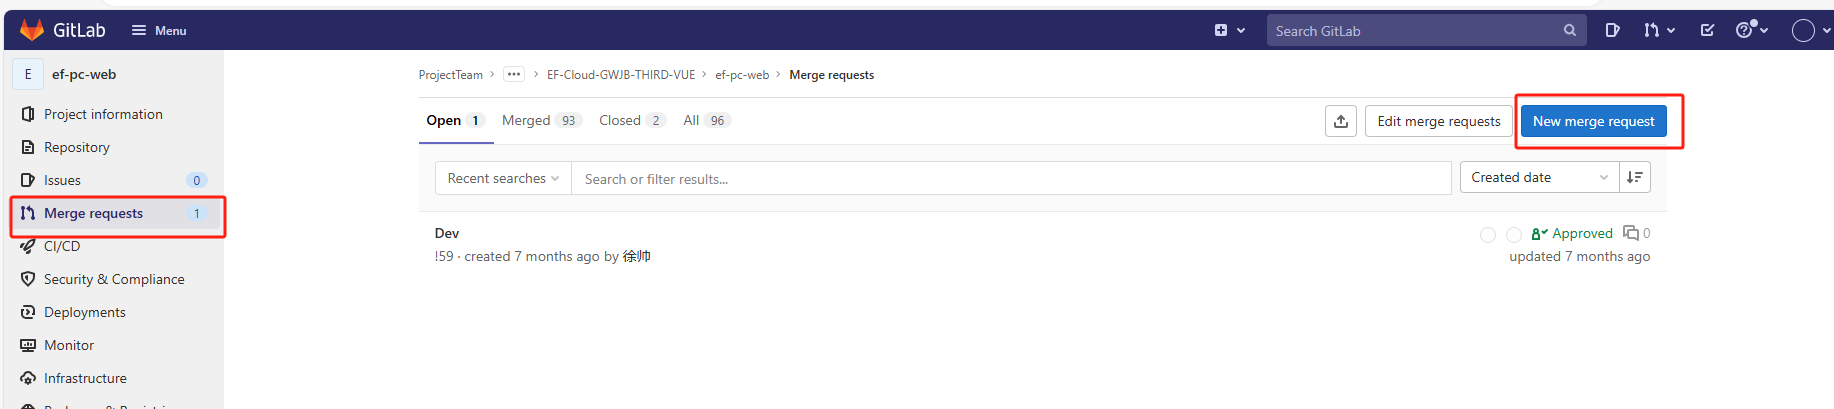 GitLab Menu Search GitLab
E ef-pc-web
Project information
Repository
Issues 0
Merge requests 1
CI/CD
Security & Compliance
Deployments
Monitor
Infrastructure
ProjectTeam > ... > EF-Cloud-GWJB-THIRD-VUE > ef-pc-web > Merge requests
Open 1 Merged 93 Closed 2 All 96 Edit merge requests New merge request
Recent searches Search or filter results... Created date
Dev Approved 0
!59 · created 7 months ago by 徐帅 updated 7 months ago